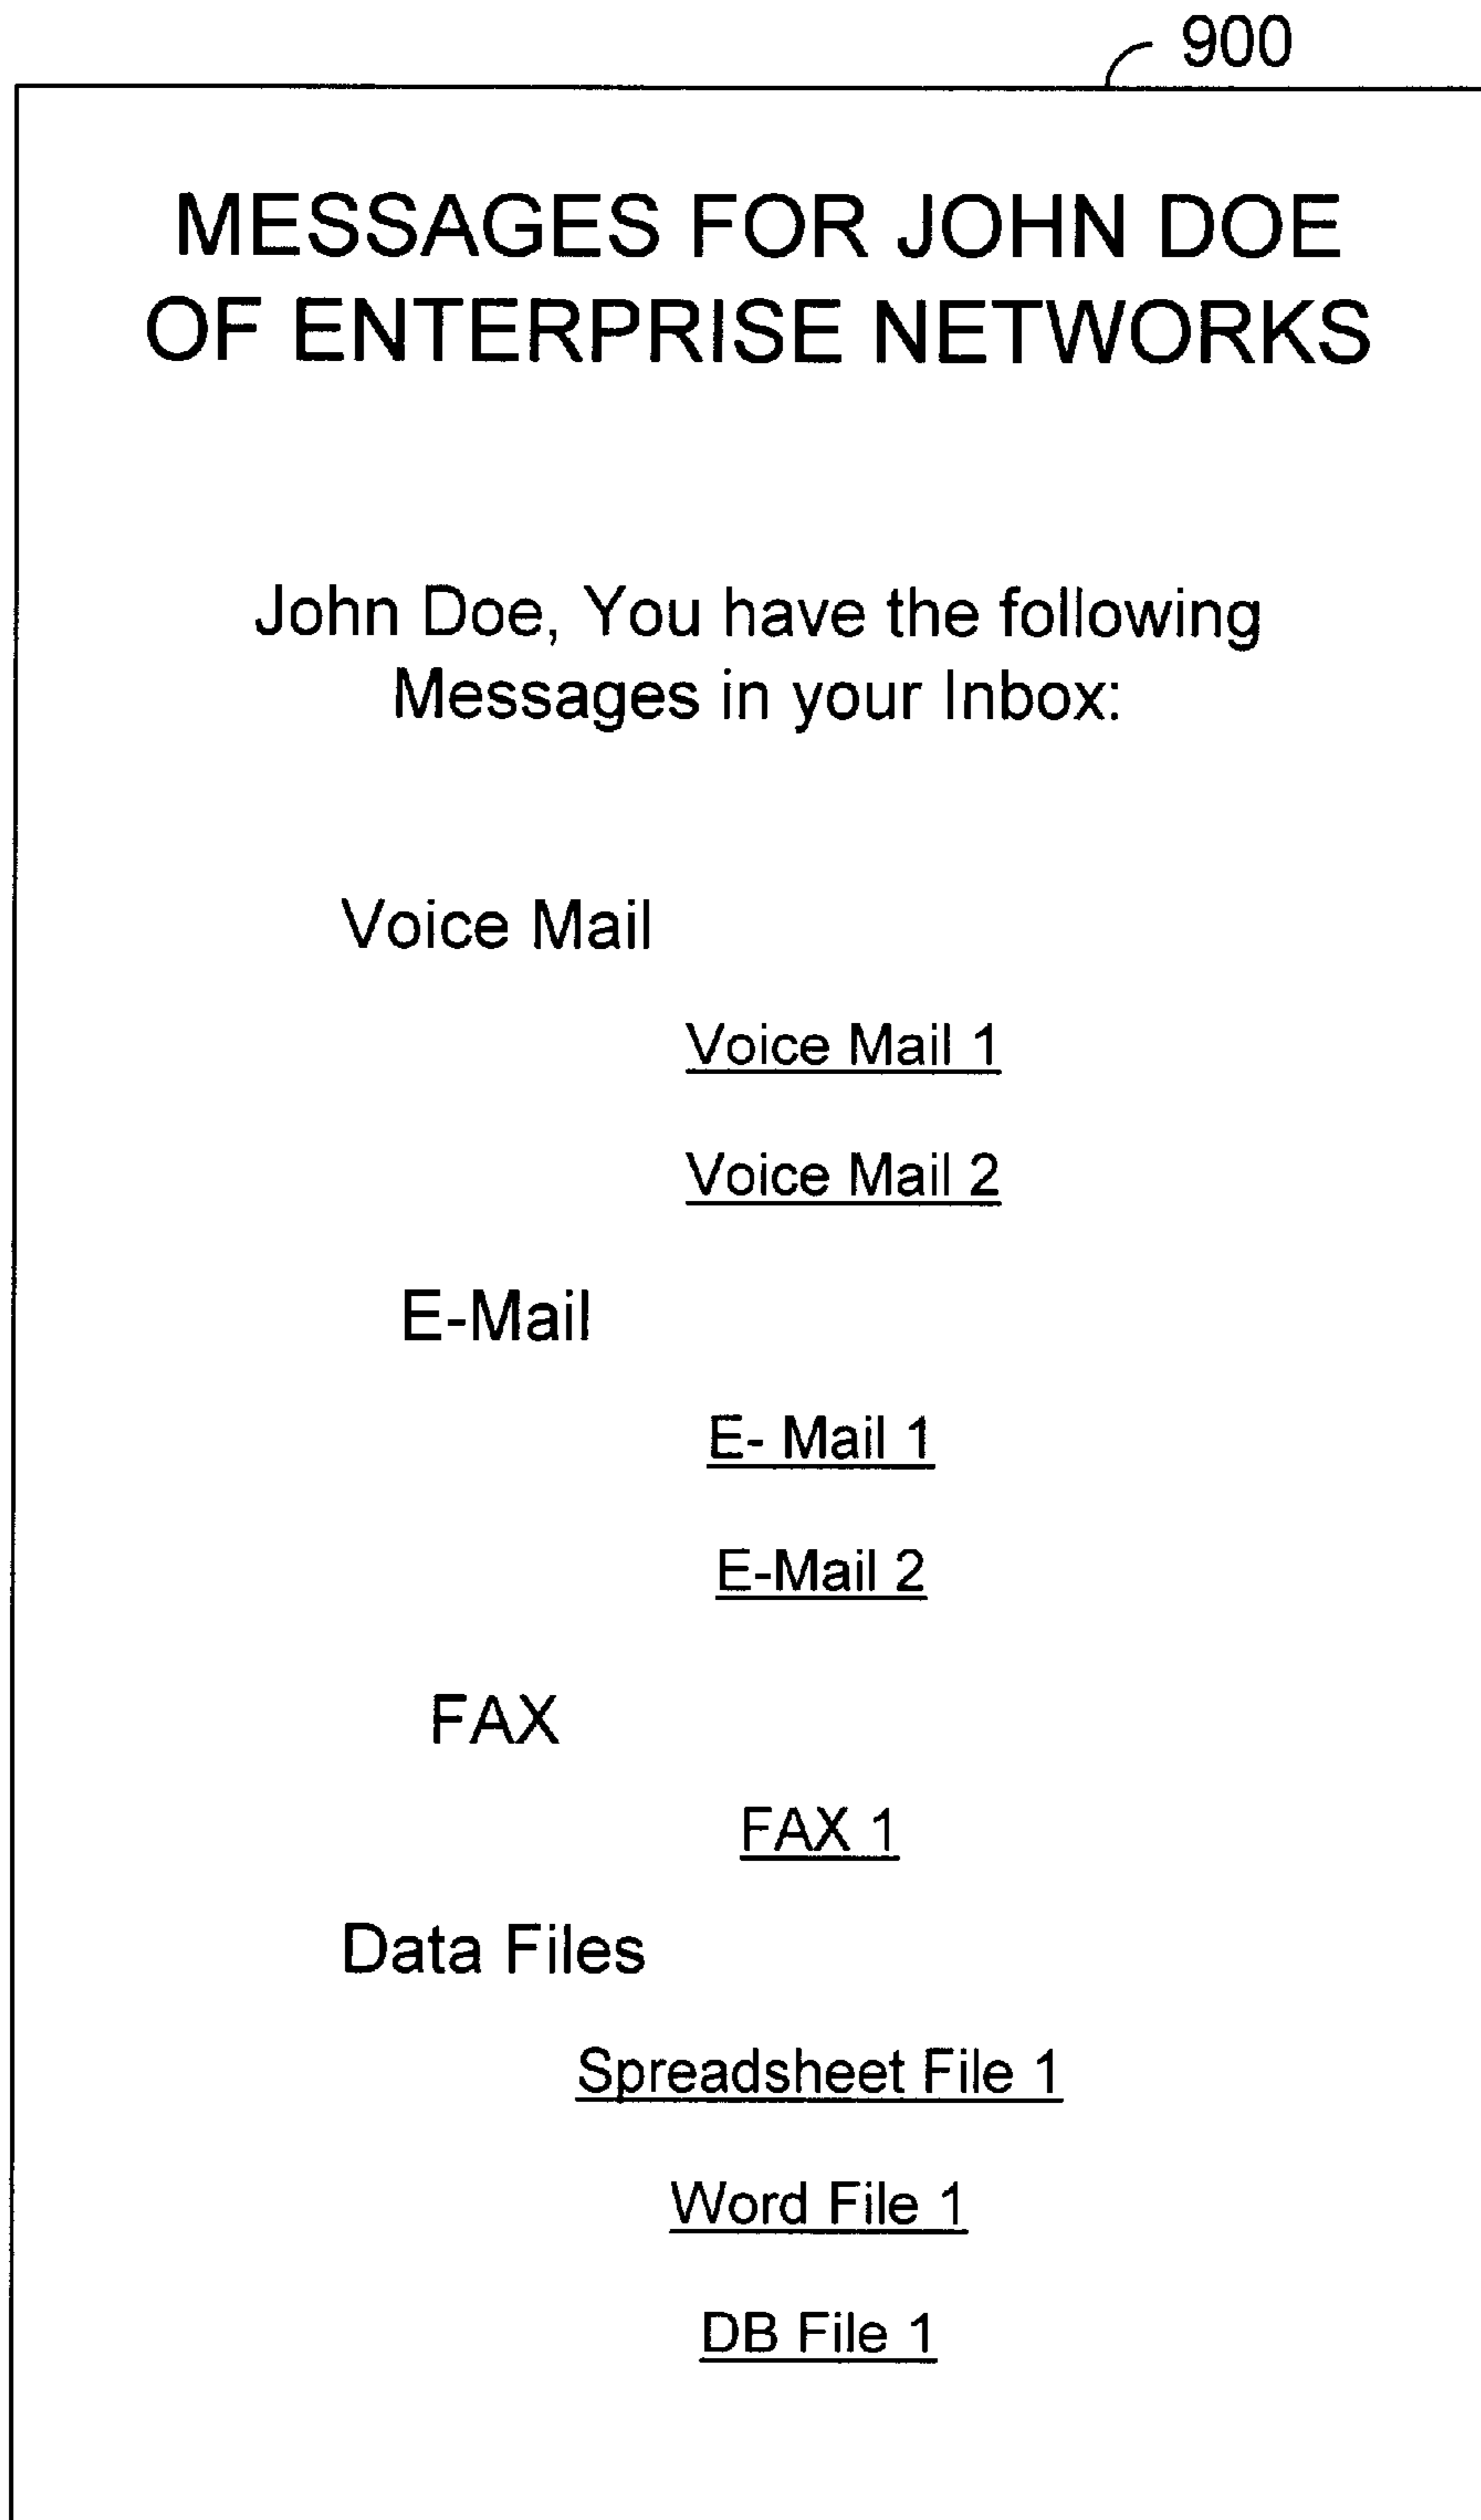 900
MESSAGES FOR JOHN DOE
OF ENTERPRISE NETWORKS
John Doe, You have the following
Messages in your Inbox:
Voice Mail
Voice Mail 1
Voice Mail 2
E-Mail
E- Mail 1
E-Mail 2
FAX
FAX 1
Data Files
Spreadsheet File 1
Word File 1
DB File 1